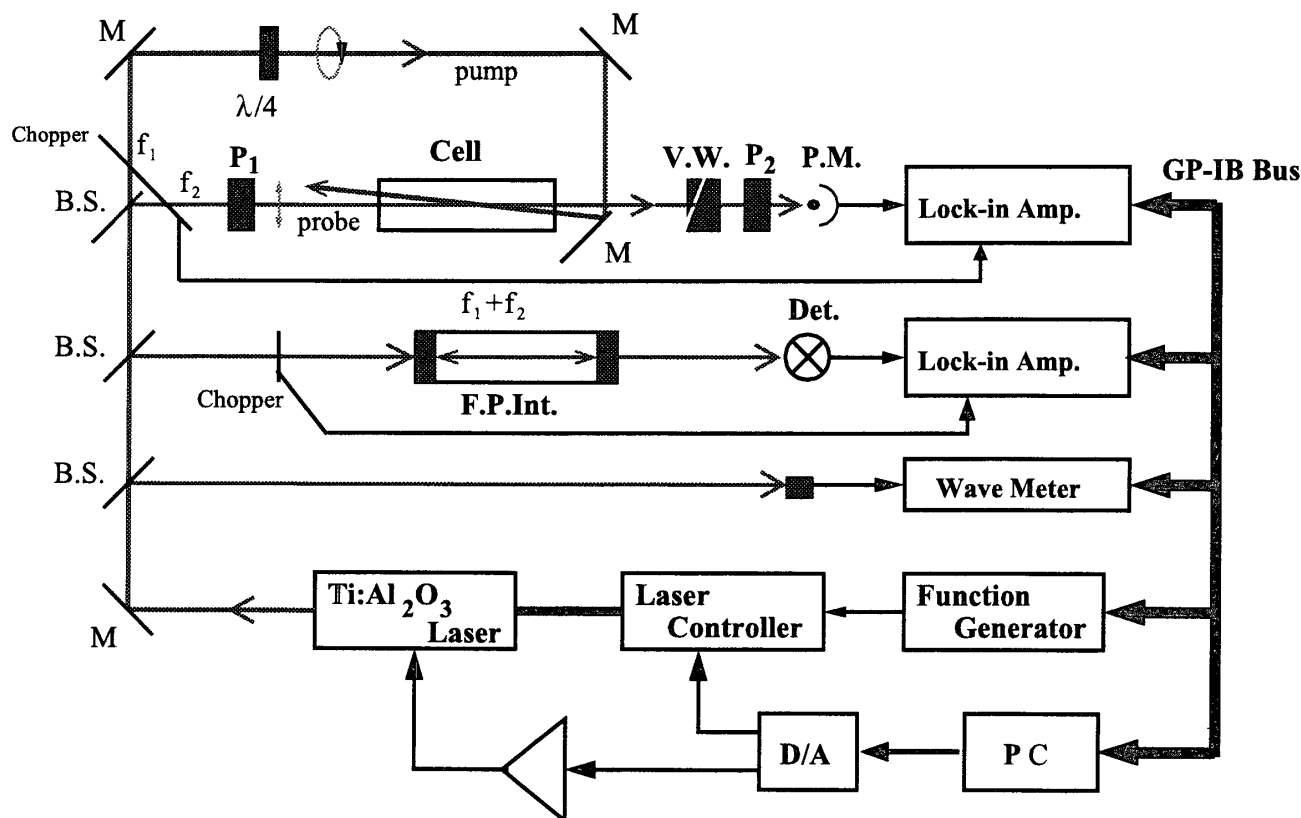 M
M
pump
λ/4
Chopper
f1
P1
Cell
V.W.
P2
P.M.
GP-IB Bus
f2
B.S.
Lock-in Amp.
probe
M
f1+f2
Det.
B.S.
Lock-in Amp.
Chopper
F.P.Int.
B.S.
Wave Meter
Ti:Al2O3
Laser
Laser
Controller
Function
Generator
M
D/A
P C